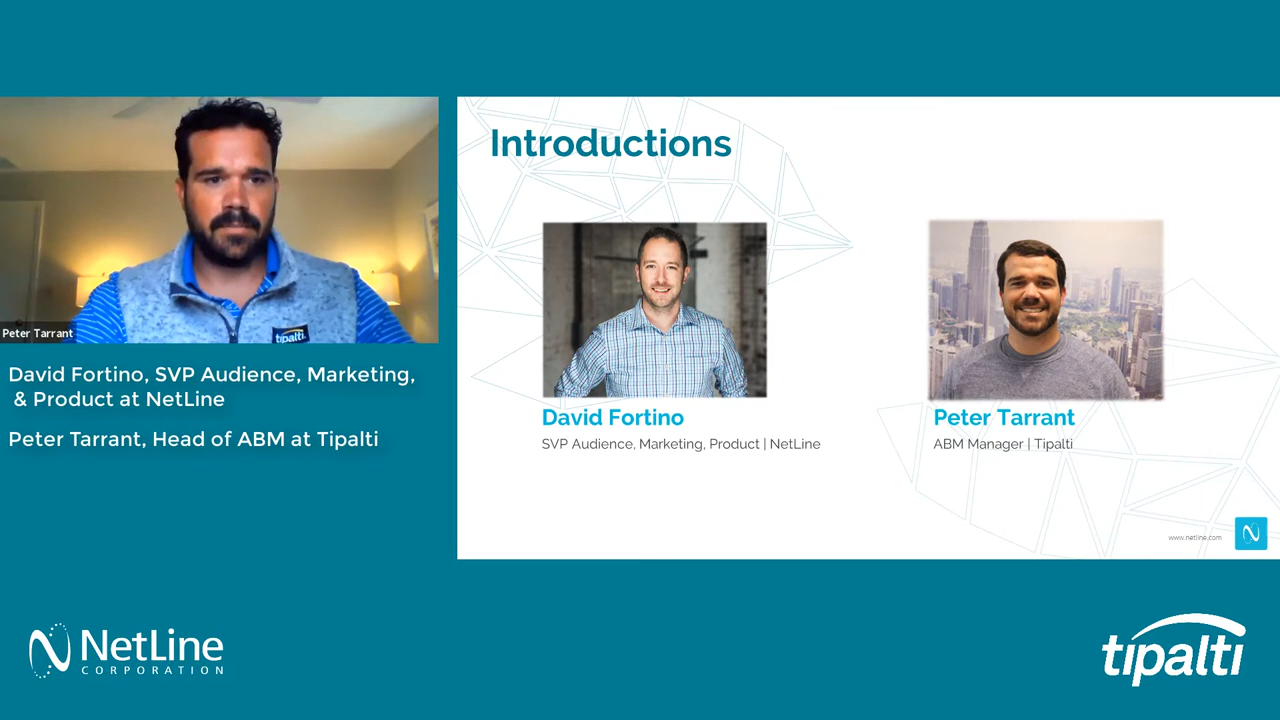 Introductions
tipalti.
Peter Tarrant
David Fortino, SVP Audience, Marketing,
& Product at NetLine
Peter Tarrant, Head of ABM at Tipalti
David Fortino
SVP Audience, Marketing, Product | NetLine
Peter Tarrant
ABM Manager | Tipalti
www.netline.com
NetLine
CORPORATION
tipalti